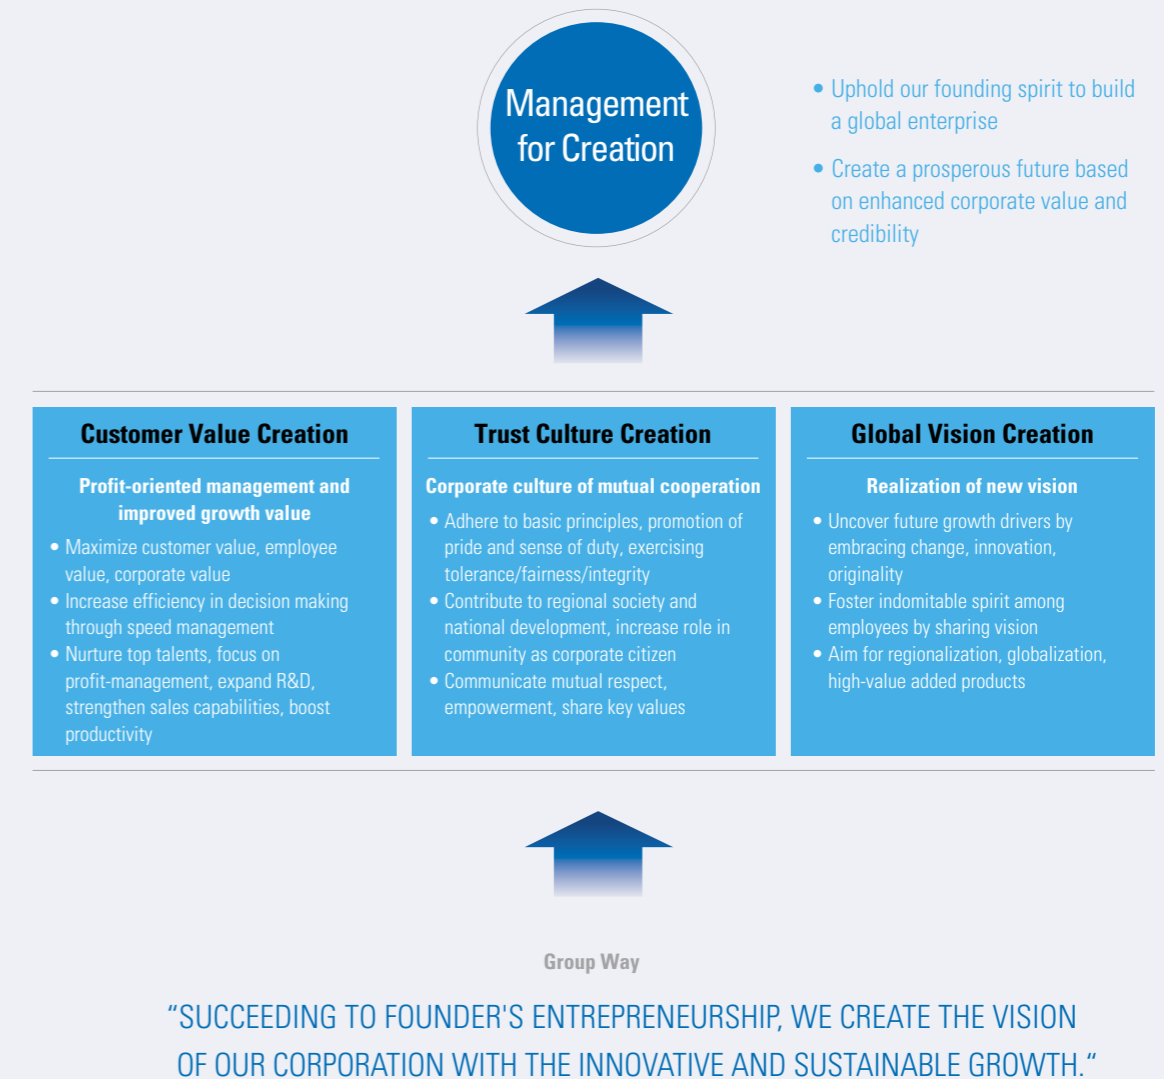 Management
for Creation
• Uphold our founding spirit to build
a global enterprise
• Create a prosperous future based
on enhanced corporate value and
credibility
Customer Value Creation
Profit-oriented management and
improved growth value
• Maximize customer value, employee
value, corporate value
• Increase efficiency in decision making
through speed management
• Nurture top talents, focus on
profit-management, expand R&D,
strengthen sales capabilities, boost
productivity
Trust Culture Creation
Corporate culture of mutual cooperation
• Adhere to basic principles, promotion of
pride and sense of duty, exercising
tolerance/fairness/integrity
• Contribute to regional society and
national development, increase role in
community as corporate citizen
• Communicate mutual respect,
empowerment, share key values
Global Vision Creation
Realization of new vision
• Uncover future growth drivers by
embracing change, innovation,
originality
• Foster indomitable spirit among
employees by sharing vision
• Aim for regionalization, globalization,
high-value added products
Group Way
“SUCCEEDING TO FOUNDER'S ENTREPRENEURSHIP, WE CREATE THE VISION
OF OUR CORPORATION WITH THE INNOVATIVE AND SUSTAINABLE GROWTH.“